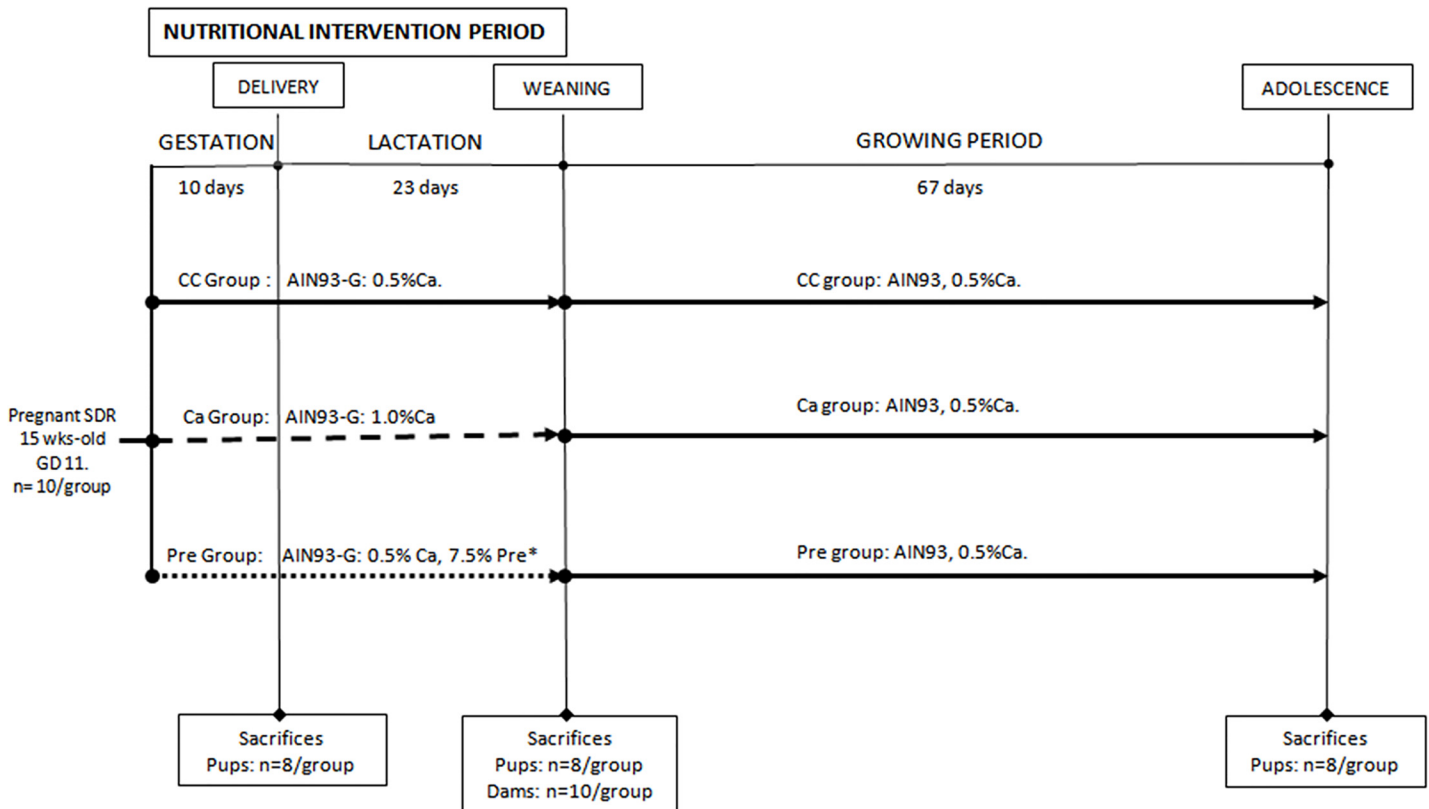 NUTRITIONAL INTERVENTION PERIOD
DELIVERY
WEANING
ADOLESCENCE
GESTATION
LACTATION
GROWING PERIOD
10 days
23 days
67 days
CC Group : AIN93-G: 0.5%Ca.
CC group: AIN93, 0.5%Ca.
Pregnant SDR
15 wks-old
GD 11.
n= 10/group
Ca Group: AIN93-G: 1.0%Ca
Ca group: AIN93, 0.5%Ca.
Pre Group: AIN93-G: 0.5% Ca, 7.5% Pre*
Pre group: AIN93, 0.5%Ca.
Sacrifices
Pups: n=8/group
Sacrifices
Pups: n=8/group
Dams: n=10/group
Sacrifices
Pups: n=8/group